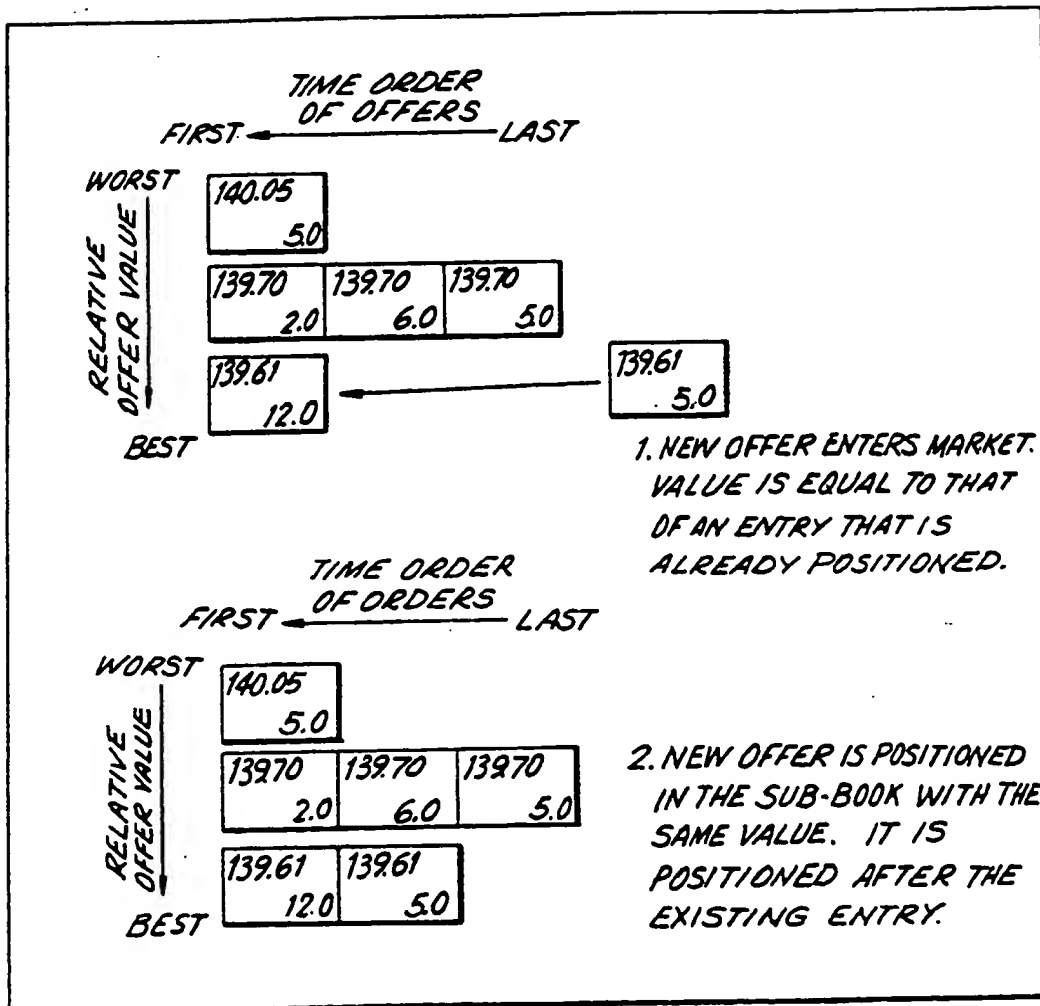 TIME ORDER
OF OFFERS
FIRST LAST
WORST
RELATIVE
OFFER VALUE
BEST
140.05
5.0
139.70 139.70 139.70
2.0 6.0 5.0
139.61
12.0
139.61
5.0
1. NEW OFFER ENTERS MARKET.
VALUE IS EQUAL TO THAT
OF AN ENTRY THAT IS
ALREADY POSITIONED.
TIME ORDER
OF ORDERS
FIRST LAST
WORST
RELATIVE
OFFER VALUE
BEST
140.05
5.0
139.70 139.70 139.70
2.0 6.0 5.0
139.61 139.61
12.0 5.0
2. NEW OFFER IS POSITIONED
IN THE SUB-BOOK WITH THE
SAME VALUE. IT IS
POSITIONED AFTER THE
EXISTING ENTRY.